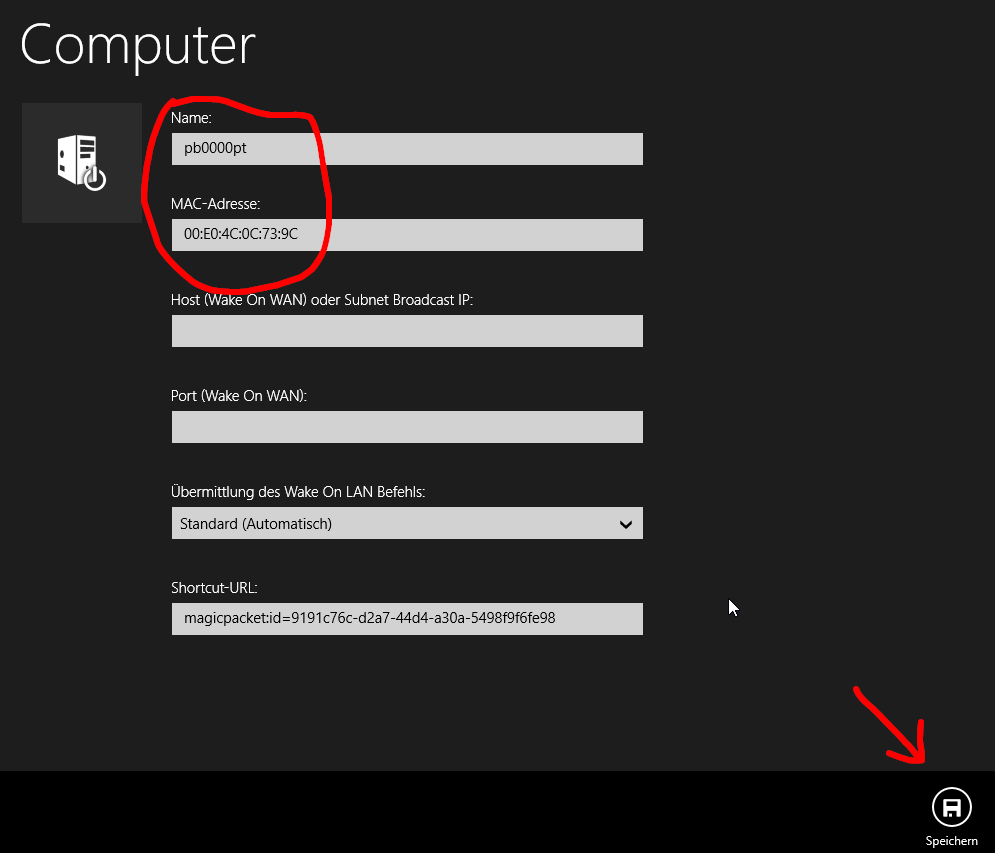 Computer
Name:
pb0000pt
MAC-Adresse:
00:E0:4C:0C:73:9C
Host (Wake On WAN) oder Subnet Broadcast IP:
Port (Wake On WAN):
Übermittlung des Wake On LAN Befehls:
Standard (Automatisch)
Shortcut-URL:
magicpacket:id=9191c76c-d2a7-44d4-a30a-5498f9f6fe98
Speichern